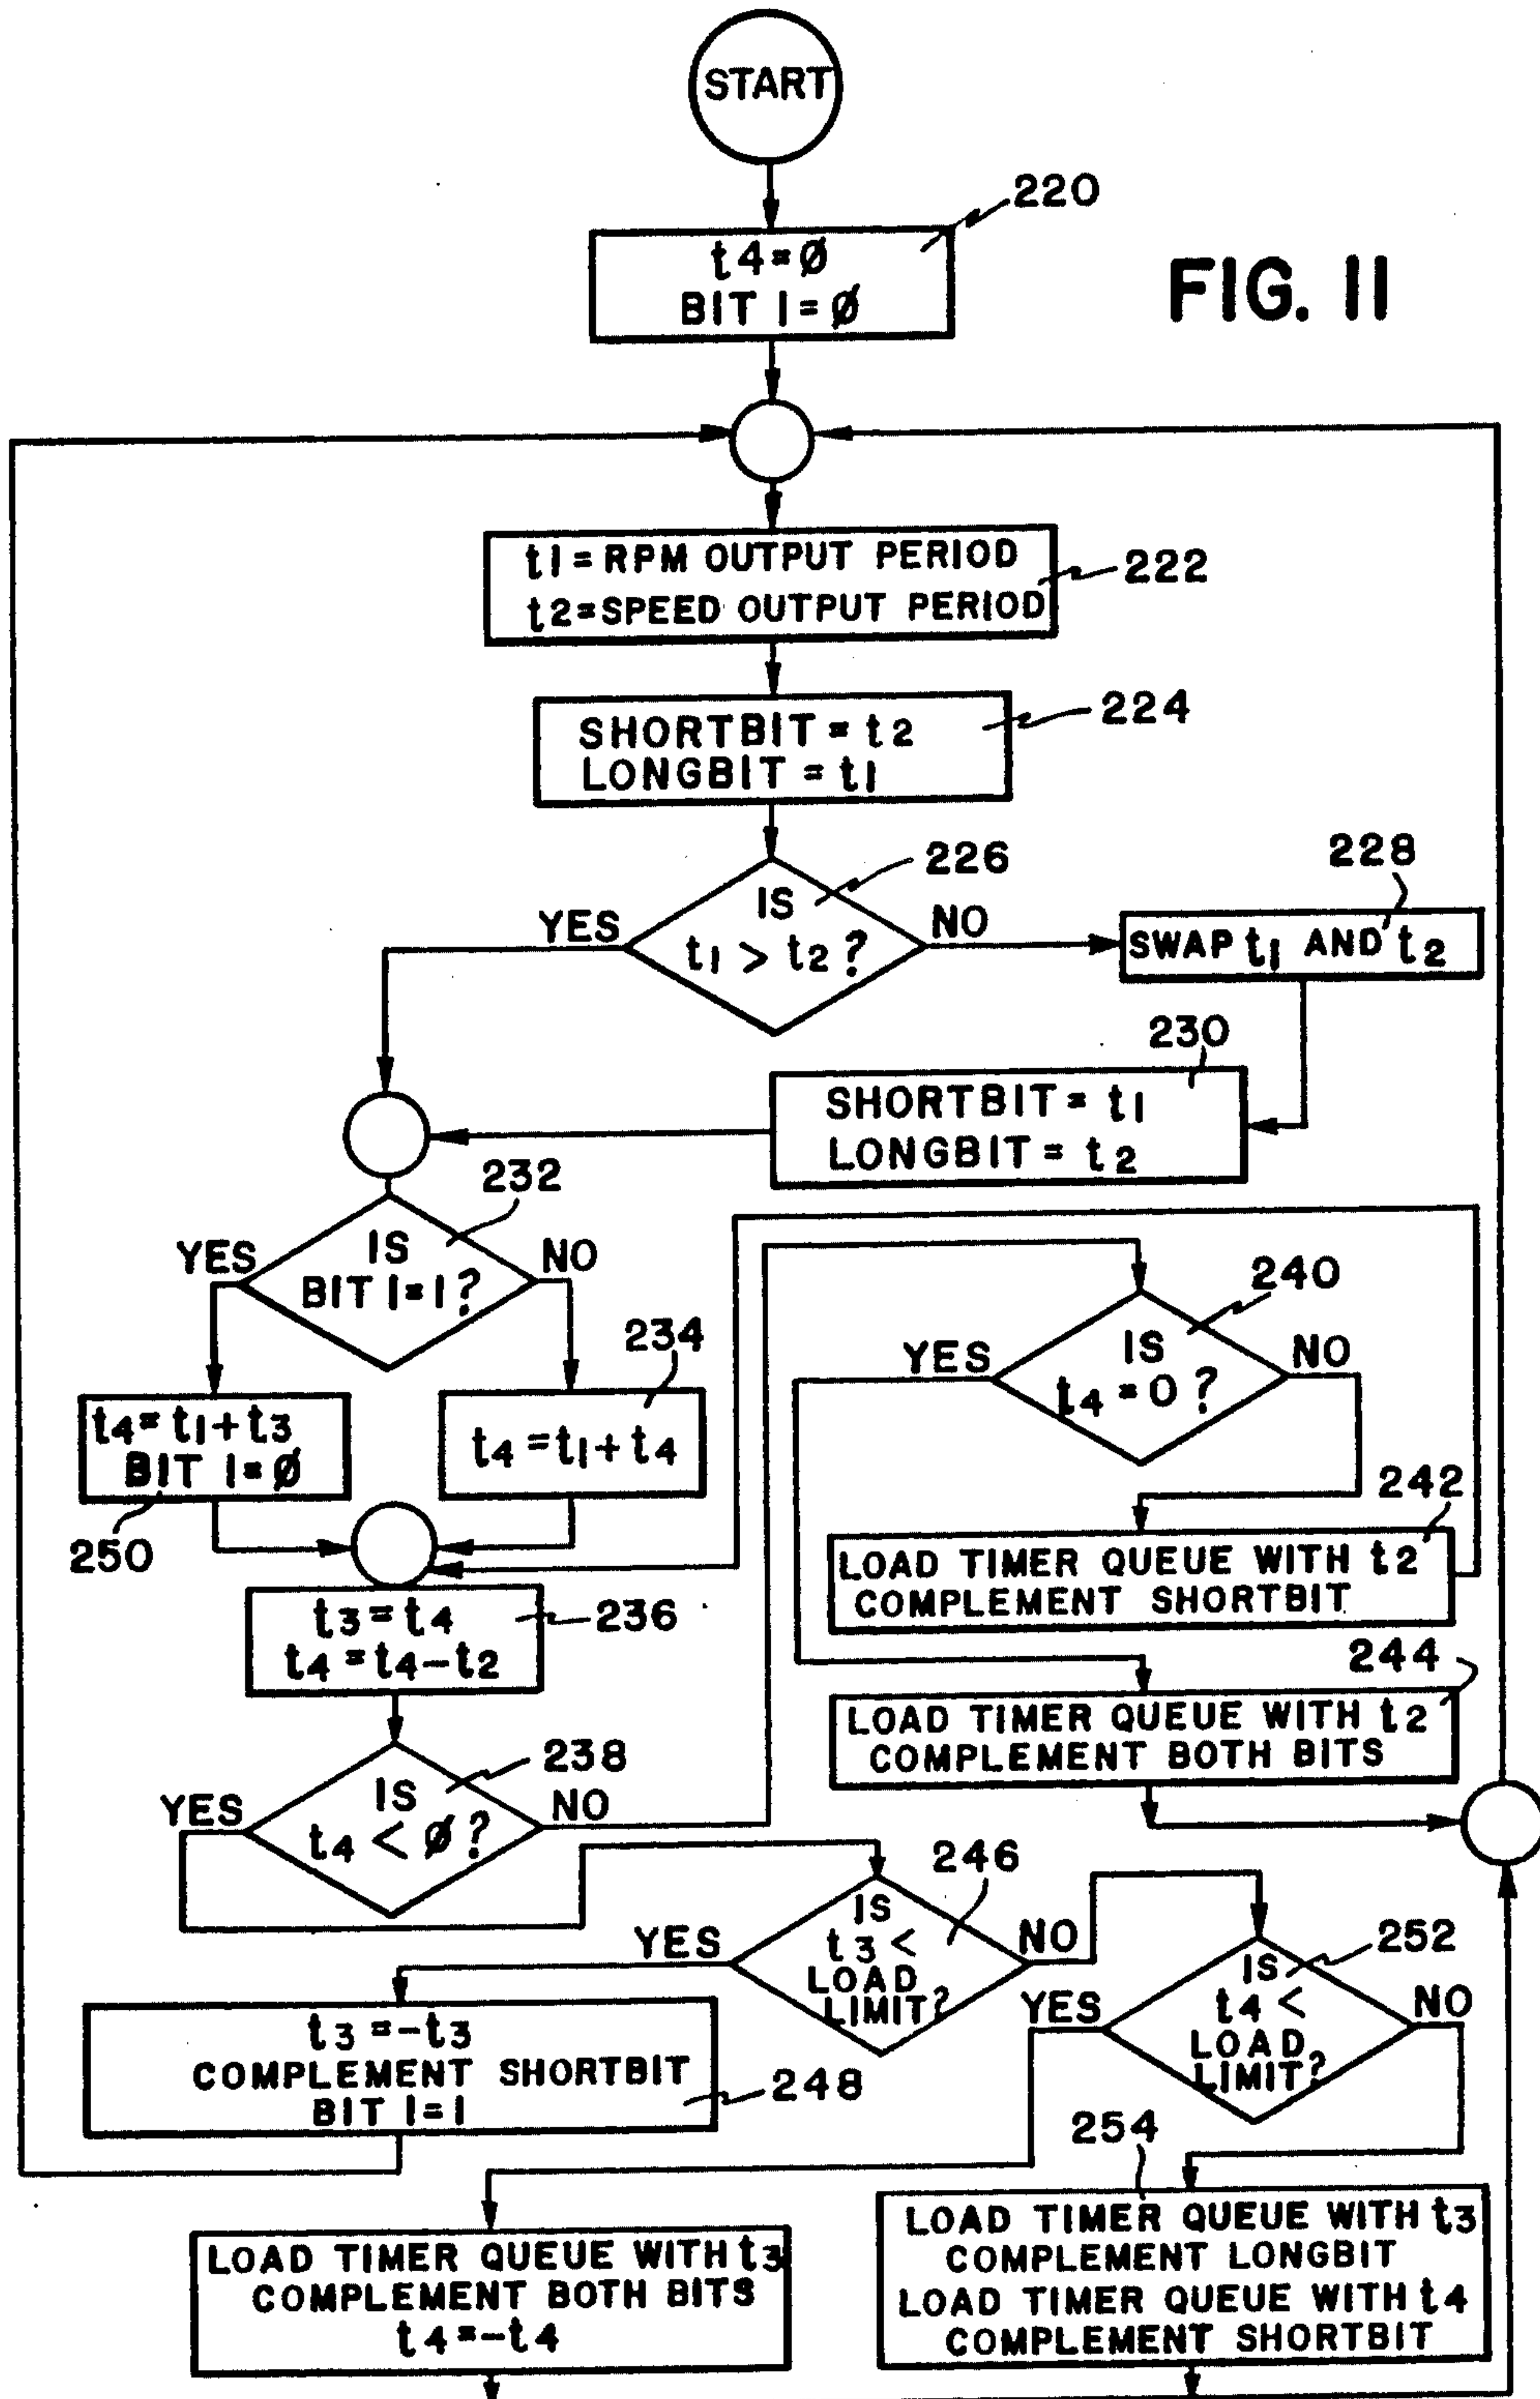 START
220
t4=Ø
BIT 1=Ø
FIG. 11
t1=RPM OUTPUT PERIOD
t2=SPEED OUTPUT PERIOD
222
SHORTBIT = t2
LONGBIT = t1
224
226
IS
t1 > t2?
YES
NO
228
SWAP t1 AND t2
230
SHORTBIT = t1
LONGBIT = t2
232
IS
BIT 1=1?
YES
NO
234
t4=t1+t3
BIT 1=Ø
250
t4=t1+t4
240
IS
t4=0?
YES
NO
242
LOAD TIMER QUEUE WITH t2
COMPLEMENT SHORTBIT
t3=t4
t4=t4-t2
236
244
LOAD TIMER QUEUE WITH t2
COMPLEMENT BOTH BITS
238
IS
t4 < Ø?
YES
NO
246
IS
t3 <
LOAD
LIMIT?
YES
NO
252
IS
t4 <
LOAD
LIMIT?
YES
NO
t3=-t3
COMPLEMENT SHORTBIT
BIT 1=1
248
254
LOAD TIMER QUEUE WITH t3
COMPLEMENT BOTH BITS
t4=-t4
LOAD TIMER QUEUE WITH t3
COMPLEMENT LONGBIT
LOAD TIMER QUEUE WITH t4
COMPLEMENT SHORTBIT